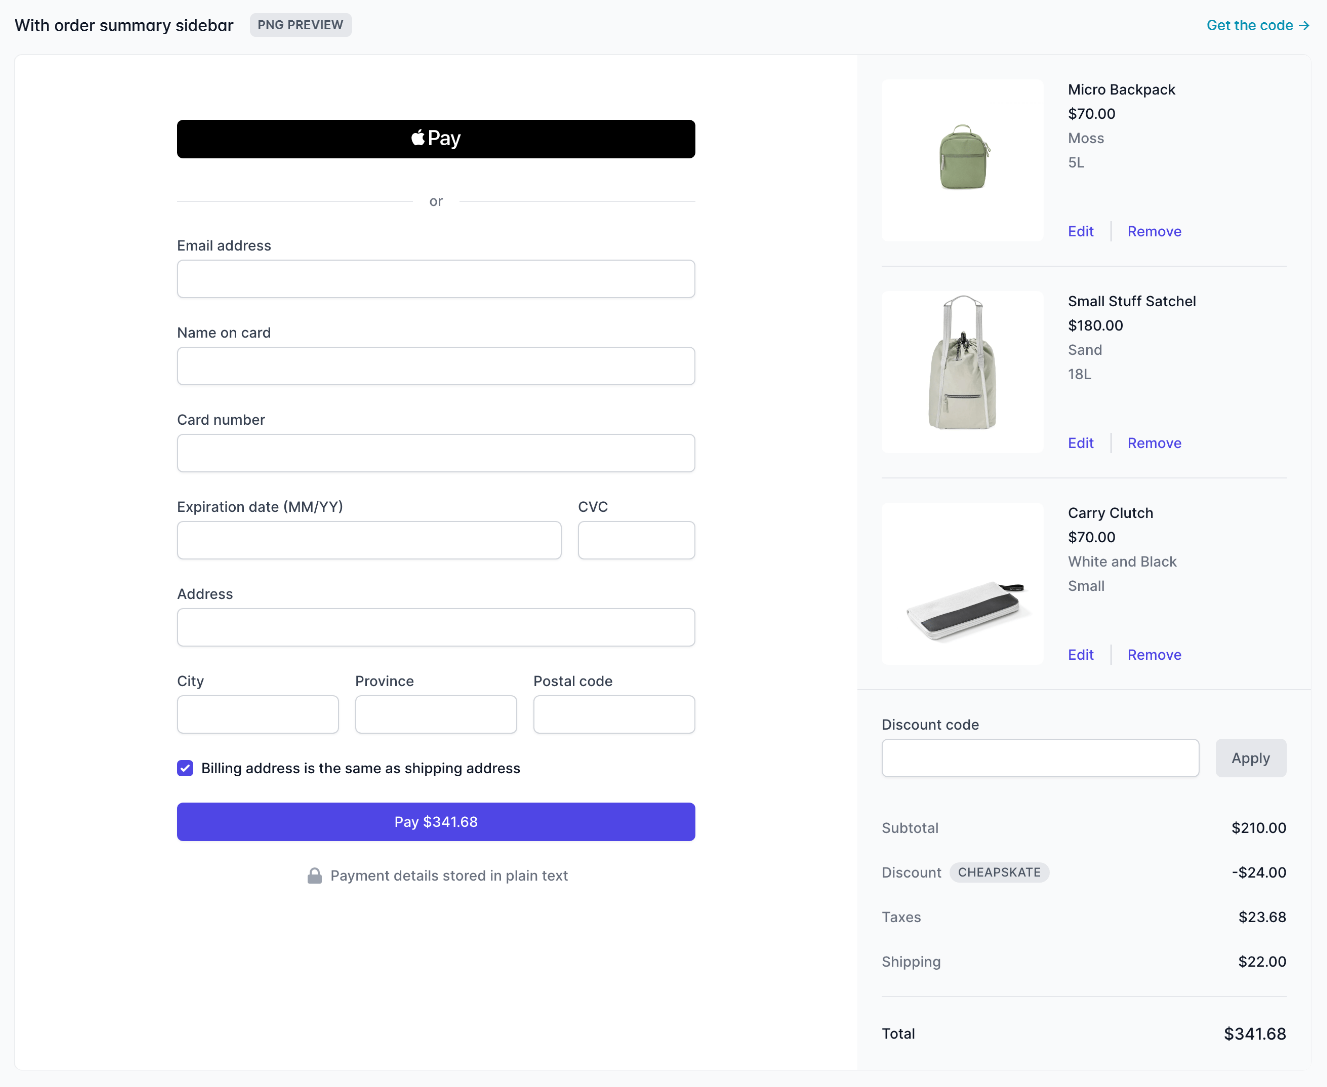 With order summary sidebar PNG PREVIEW Get the code →
Pay
or
Email address
Name on card
Card number
Expiration date (MM/YY) CVC
Address
City Province Postal code
Billing address is the same as shipping address
Pay $341.68
Payment details stored in plain text
Micro Backpack
$70.00
Moss
5L
Edit Remove
Small Stuff Satchel
$180.00
Sand
18L
Edit Remove
Carry Clutch
$70.00
White and Black
Small
Edit Remove
Discount code
Apply
Subtotal $210.00
Discount CHEAPSKATE -$24.00
Taxes $23.68
Shipping $22.00
Total $341.68